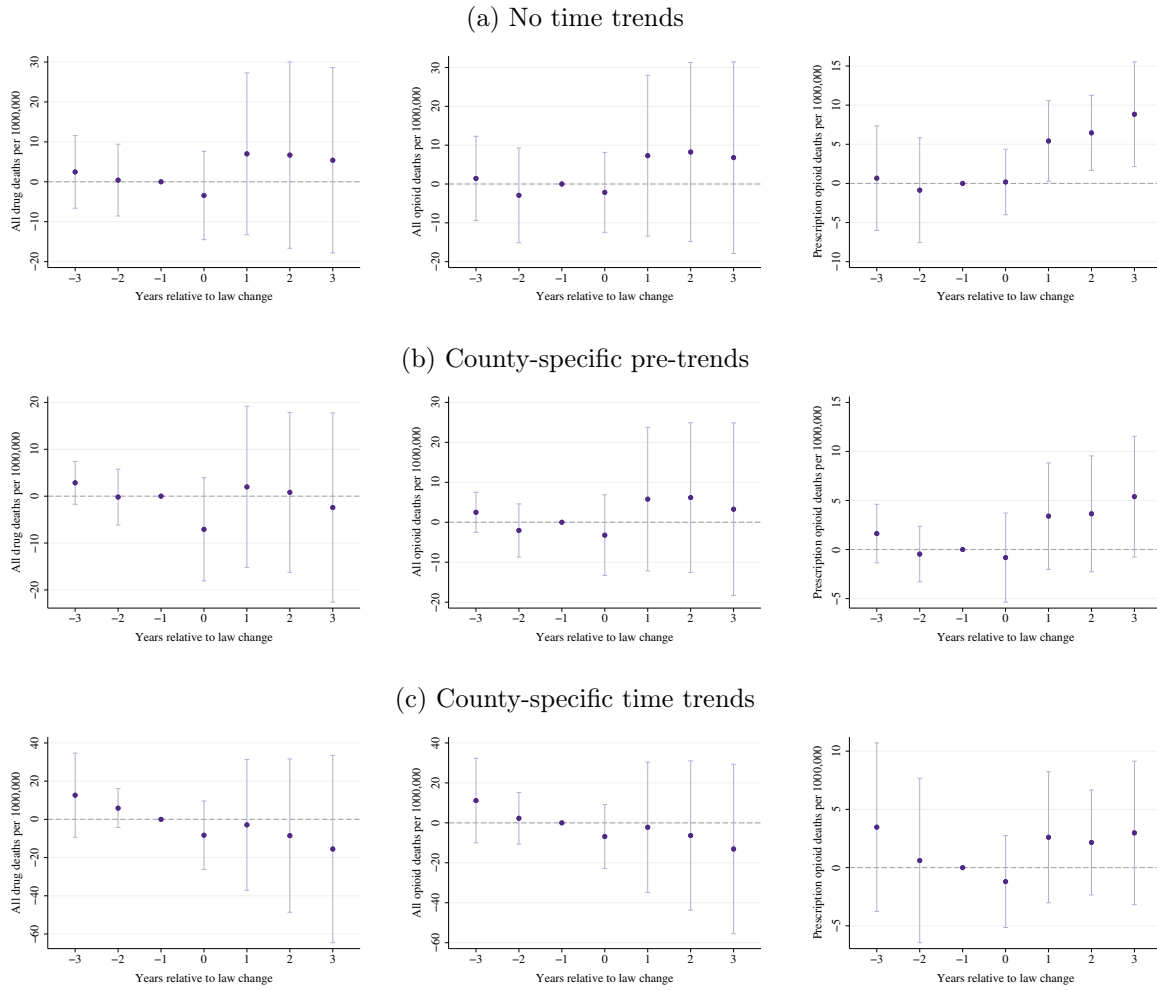 (a) No time trends
All drug deaths per 1000,000
30
20
10
0
−10
−20
−3 −2 −1 0 1 2 3
Years relative to law change
All opioid deaths per 1000,000
30
20
10
0
−10
−20
−3 −2 −1 0 1 2 3
Years relative to law change
Prescription opioid deaths per 1000,000
15
10
5
0
−5
−10
−3 −2 −1 0 1 2 3
Years relative to law change
(b) County-specific pre-trends
All drug deaths per 1000,000
20
10
0
−10
−20
−3 −2 −1 0 1 2 3
Years relative to law change
All opioid deaths per 1000,000
30
20
10
0
−10
−20
−3 −2 −1 0 1 2 3
Years relative to law change
Prescription opioid deaths per 1000,000
15
10
5
0
−5
−3 −2 −1 0 1 2 3
Years relative to law change
(c) County-specific time trends
All drug deaths per 1000,000
40
20
0
−20
−40
−60
−3 −2 −1 0 1 2 3
Years relative to law change
All opioid deaths per 1000,000
40
20
0
−20
−40
−60
−3 −2 −1 0 1 2 3
Years relative to law change
Prescription opioid deaths per 1000,000
10
5
0
−5
−3 −2 −1 0 1 2 3
Years relative to law change